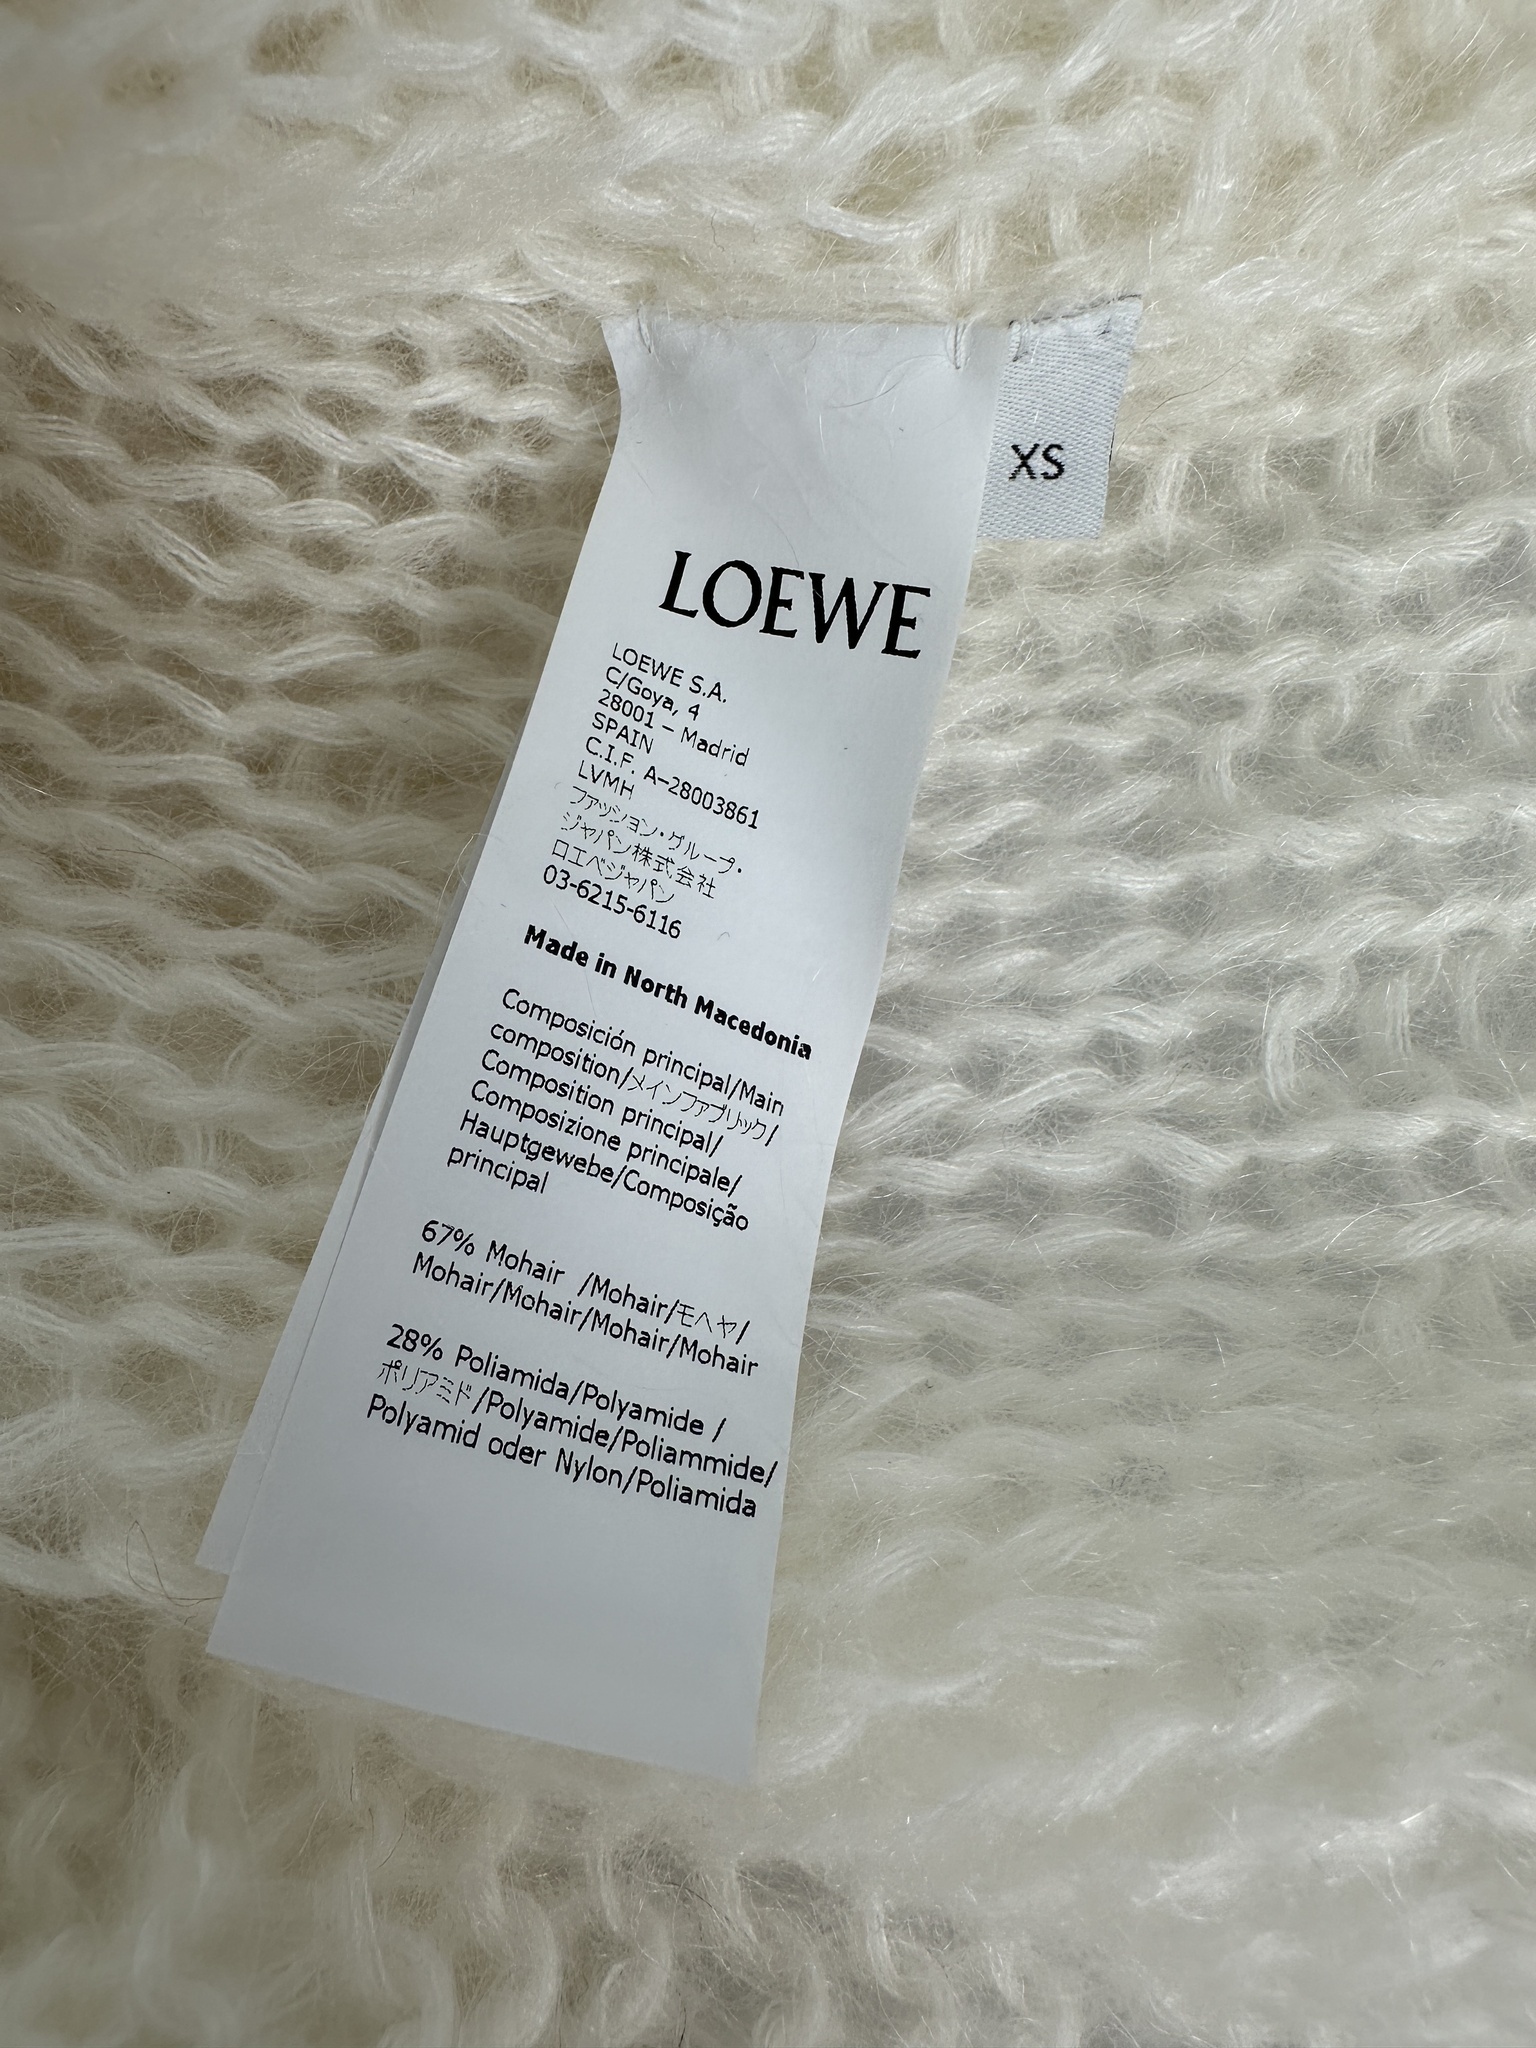 XS
LOEWE
LOEWE S.A.
C/Goya, 4
28001 – Madrid
SPAIN
C.I.F. A-28003861
LVMH
ファッション・グループ・
ジャパン株式会社
ロエベジャパン
03-6215-6116
Made in North Macedonia
Composición principal/Main
composition/メインファブリック/
Composition principal/
Composizione principale/
Hauptgewebe/Composição
principal
67% Mohair /Mohair/モヘヤ/
Mohair/Mohair/Mohair/Mohair
28% Poliamida/Polyamide /
ポリアミド/Polyamide/Poliammide/
Polyamid oder Nylon/Poliamida